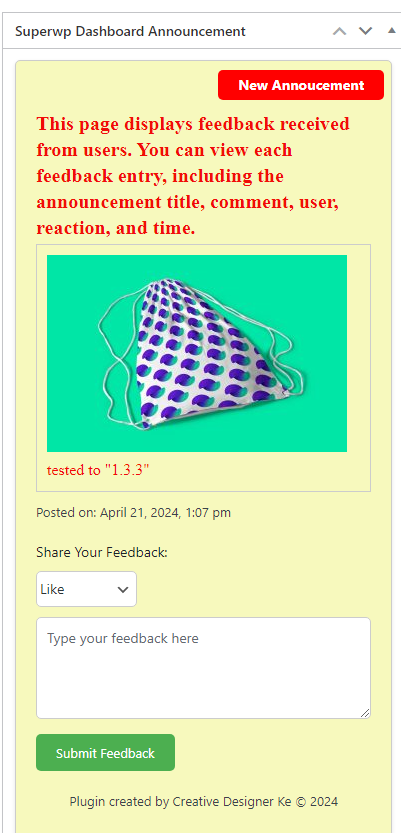 Superwp Dashboard Announcement
New Annoucement
This page displays feedback received
from users. You can view each
feedback entry, including the
announcement title, comment, user,
reaction, and time.
tested to "1.3.3"
Posted on: April 21, 2024, 1:07 pm
Share Your Feedback:
Like
Type your feedback here
Submit Feedback
Plugin created by Creative Designer Ke © 2024